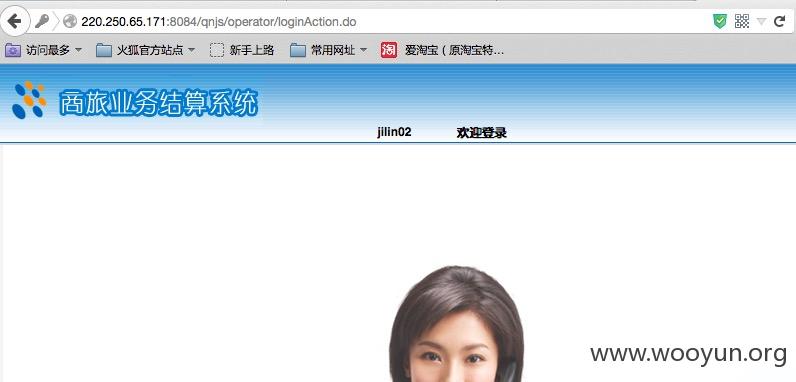 220.250.65.171:8084/qnjs/operator/loginAction.do
访问最多 火狐官方站点 新手上路 常用网址 淘 爱淘宝（原淘宝特…
商旅业务结算系统
jilin02 欢迎登录
www.wooyun.org